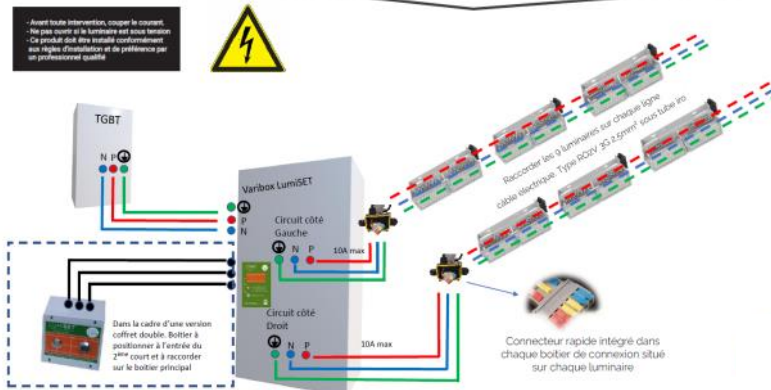 - Avant toute intervention, couper le courant.
- Ne pas ouvrir si le luminaire est sous tension
- Ce produit doit être installé conformément
aux règles d'installation et de préférence par
un professionnel qualifié
TGBT
N P
Varibox LumiSET
P
N
Circuit côté
Gauche
N P
10A max
Raccorder les 9 luminaires sur chaque ligne
câble électrique. Type RO2V 3G 2.5mm² sous tube iro
Dans la cadre d'une version
coffret double. Boitier à
positionner à l'entrée du
2ème court et à raccorder
sur le boitier principal
Circuit côté
Droit
N P
10A max
Connecteur rapide intégré dans
chaque boitier de connexion situé
sur chaque luminaire